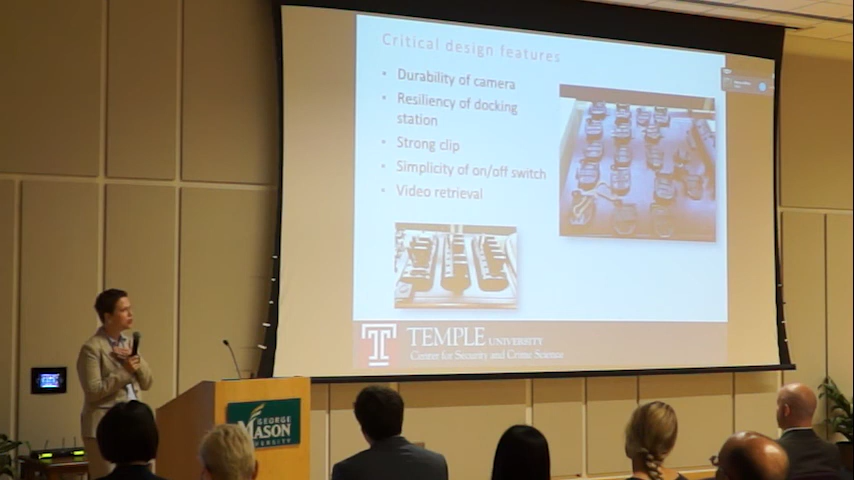 Critical design features
• Durability of camera
• Resiliency of docking
station
• Strong clip
• Simplicity of on/off switch
• Video retrieval
T
TEMPLE UNIVERSITY
Center for Security and Crime Science
GEORGE
MASON
UNIVERSITY